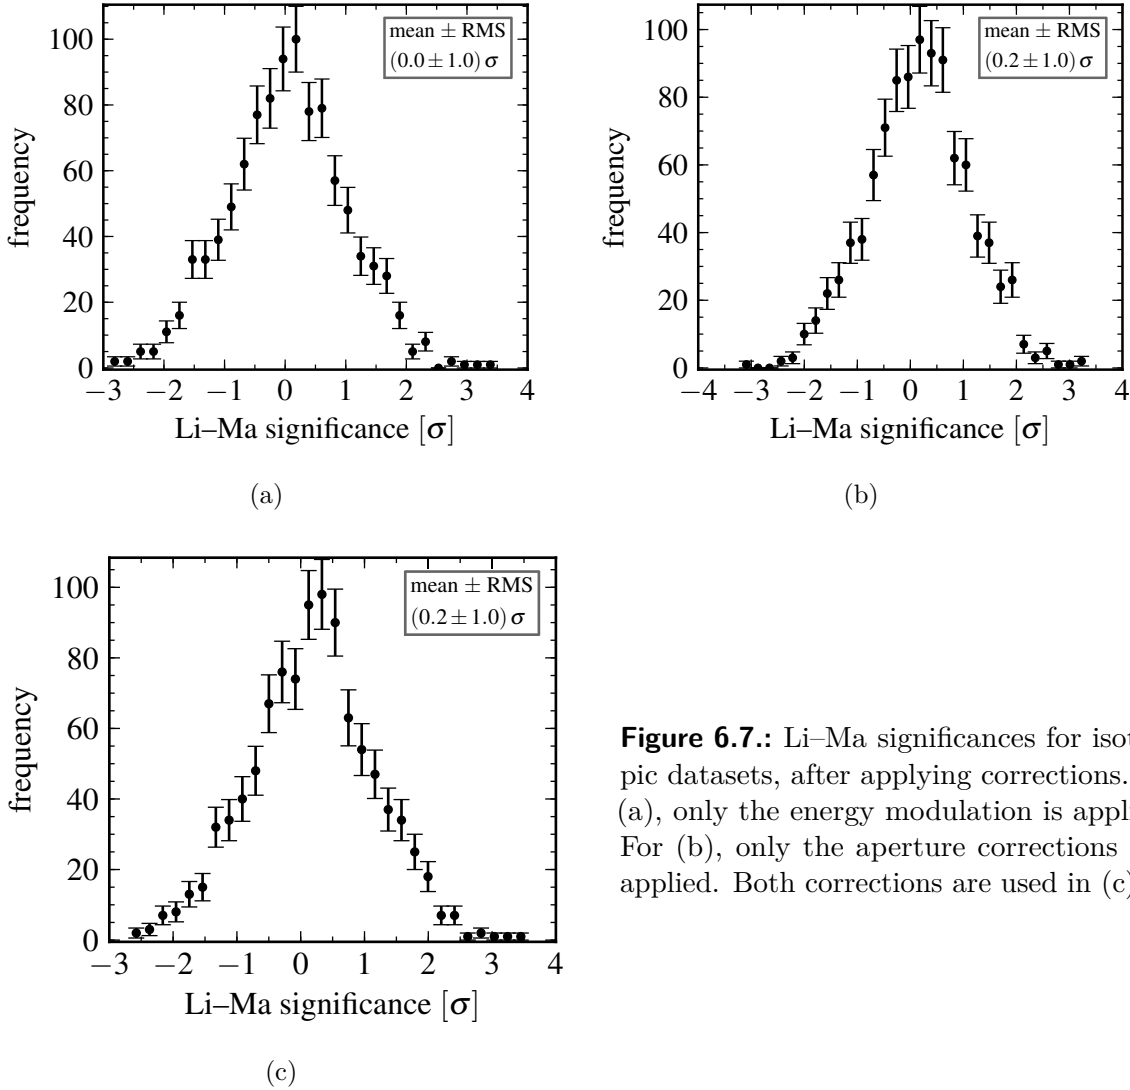 100
80
60
40
20
0
frequency
mean ± RMS
(0.0 ± 1.0) σ
−3 −2 −1 0 1 2 3 4
Li–Ma significance [σ]
(a)
100
80
60
40
20
0
frequency
mean ± RMS
(0.2 ± 1.0) σ
−4 −3 −2 −1 0 1 2 3 4
Li–Ma significance [σ]
(b)
100
80
60
40
20
0
frequency
mean ± RMS
(0.2 ± 1.0) σ
−3 −2 −1 0 1 2 3 4
Li–Ma significance [σ]
(c)
Figure 6.7.: Li–Ma significances for isot
pic datasets, after applying corrections.
(a), only the energy modulation is appli
For (b), only the aperture corrections
applied. Both corrections are used in (c)